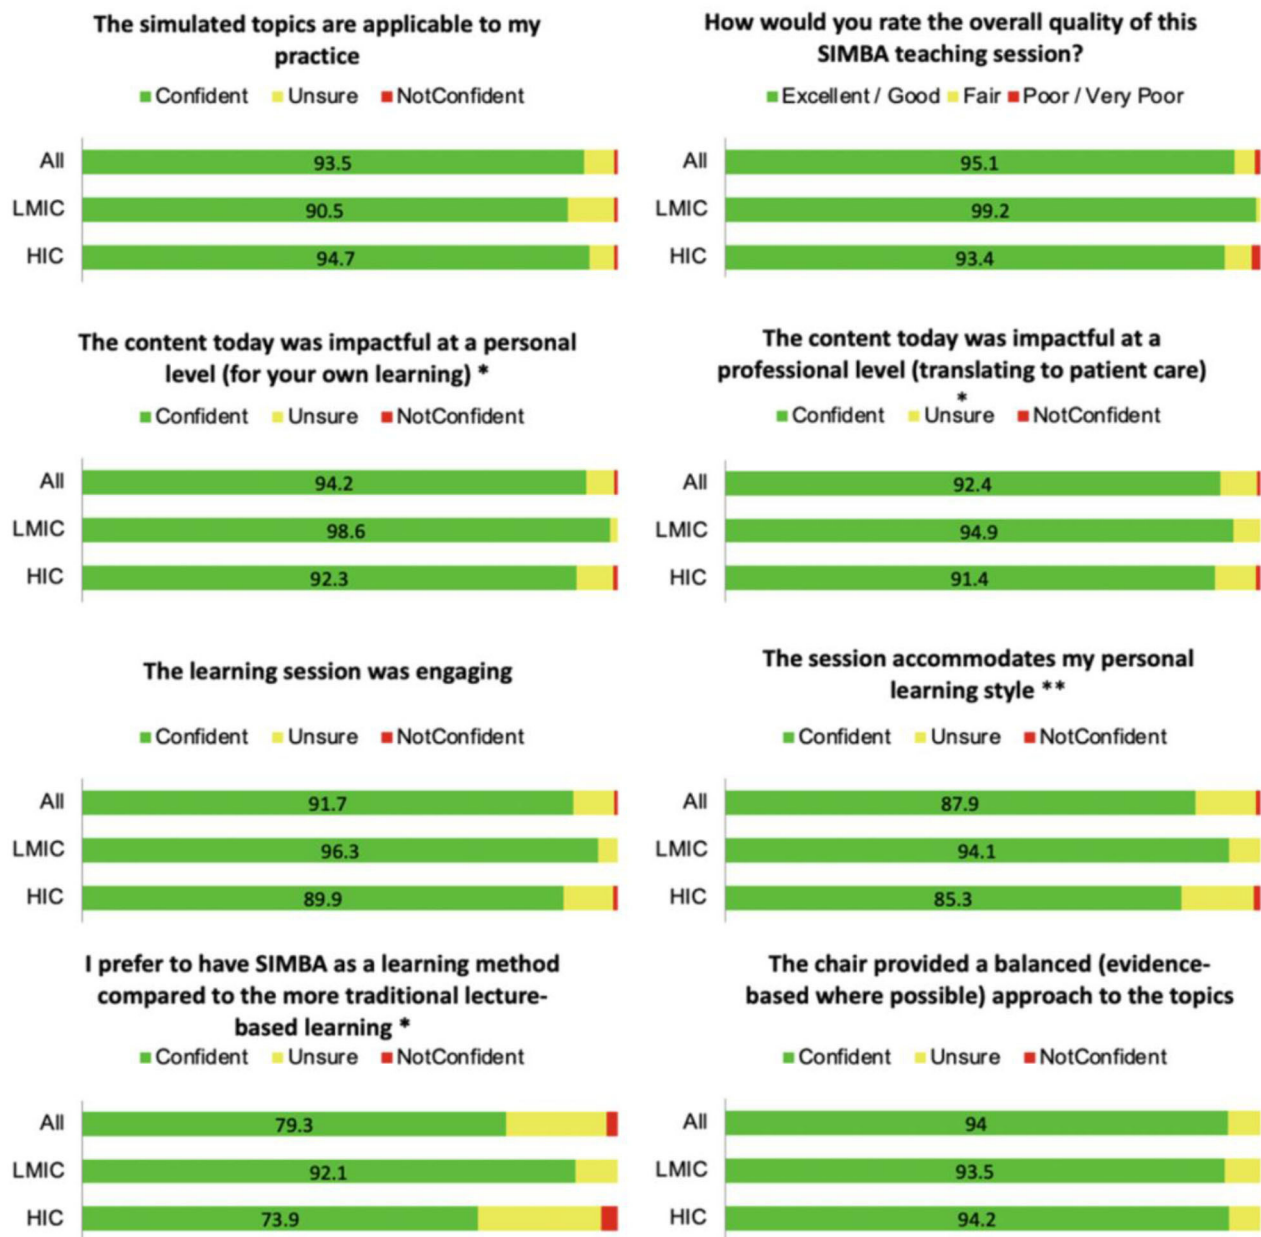 The simulated topics are applicable to my
practice
Confident Unsure NotConfident
All 93.5
LMIC 90.5
HIC 94.7
How would you rate the overall quality of this
SIMBA teaching session?
Excellent / Good Fair Poor / Very Poor
All 95.1
LMIC 99.2
HIC 93.4
The content today was impactful at a personal
level (for your own learning) *
Confident Unsure NotConfident
All 94.2
LMIC 98.6
HIC 92.3
The content today was impactful at a
professional level (translating to patient care)
*
Confident Unsure NotConfident
All 92.4
LMIC 94.9
HIC 91.4
The learning session was engaging
Confident Unsure NotConfident
All 91.7
LMIC 96.3
HIC 89.9
The session accommodates my personal
learning style **
Confident Unsure NotConfident
All 87.9
LMIC 94.1
HIC 85.3
I prefer to have SIMBA as a learning method
compared to the more traditional lecture-
based learning *
Confident Unsure NotConfident
All 79.3
LMIC 92.1
HIC 73.9
The chair provided a balanced (evidence-
based where possible) approach to the topics
Confident Unsure NotConfident
All 94
LMIC 93.5
HIC 94.2